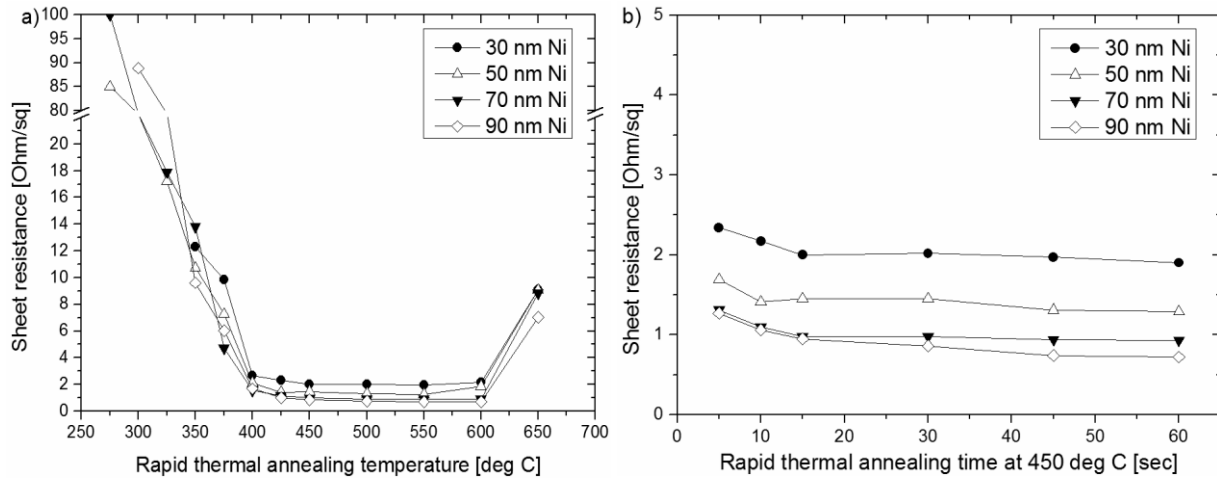 a)
100
95
90
85
80
20
18
16
14
12
10
8
6
4
2
0
Sheet resistance [Ohm/sq]
30 nm Ni
50 nm Ni
70 nm Ni
90 nm Ni
250 300 350 400 450 500 550 600 650 700
Rapid thermal annealing temperature [deg C]
b)
5
4
3
2
1
0
Sheet resistance [Ohm/sq]
30 nm Ni
50 nm Ni
70 nm Ni
90 nm Ni
0 10 20 30 40 50 60
Rapid thermal annealing time at 450 deg C [sec]